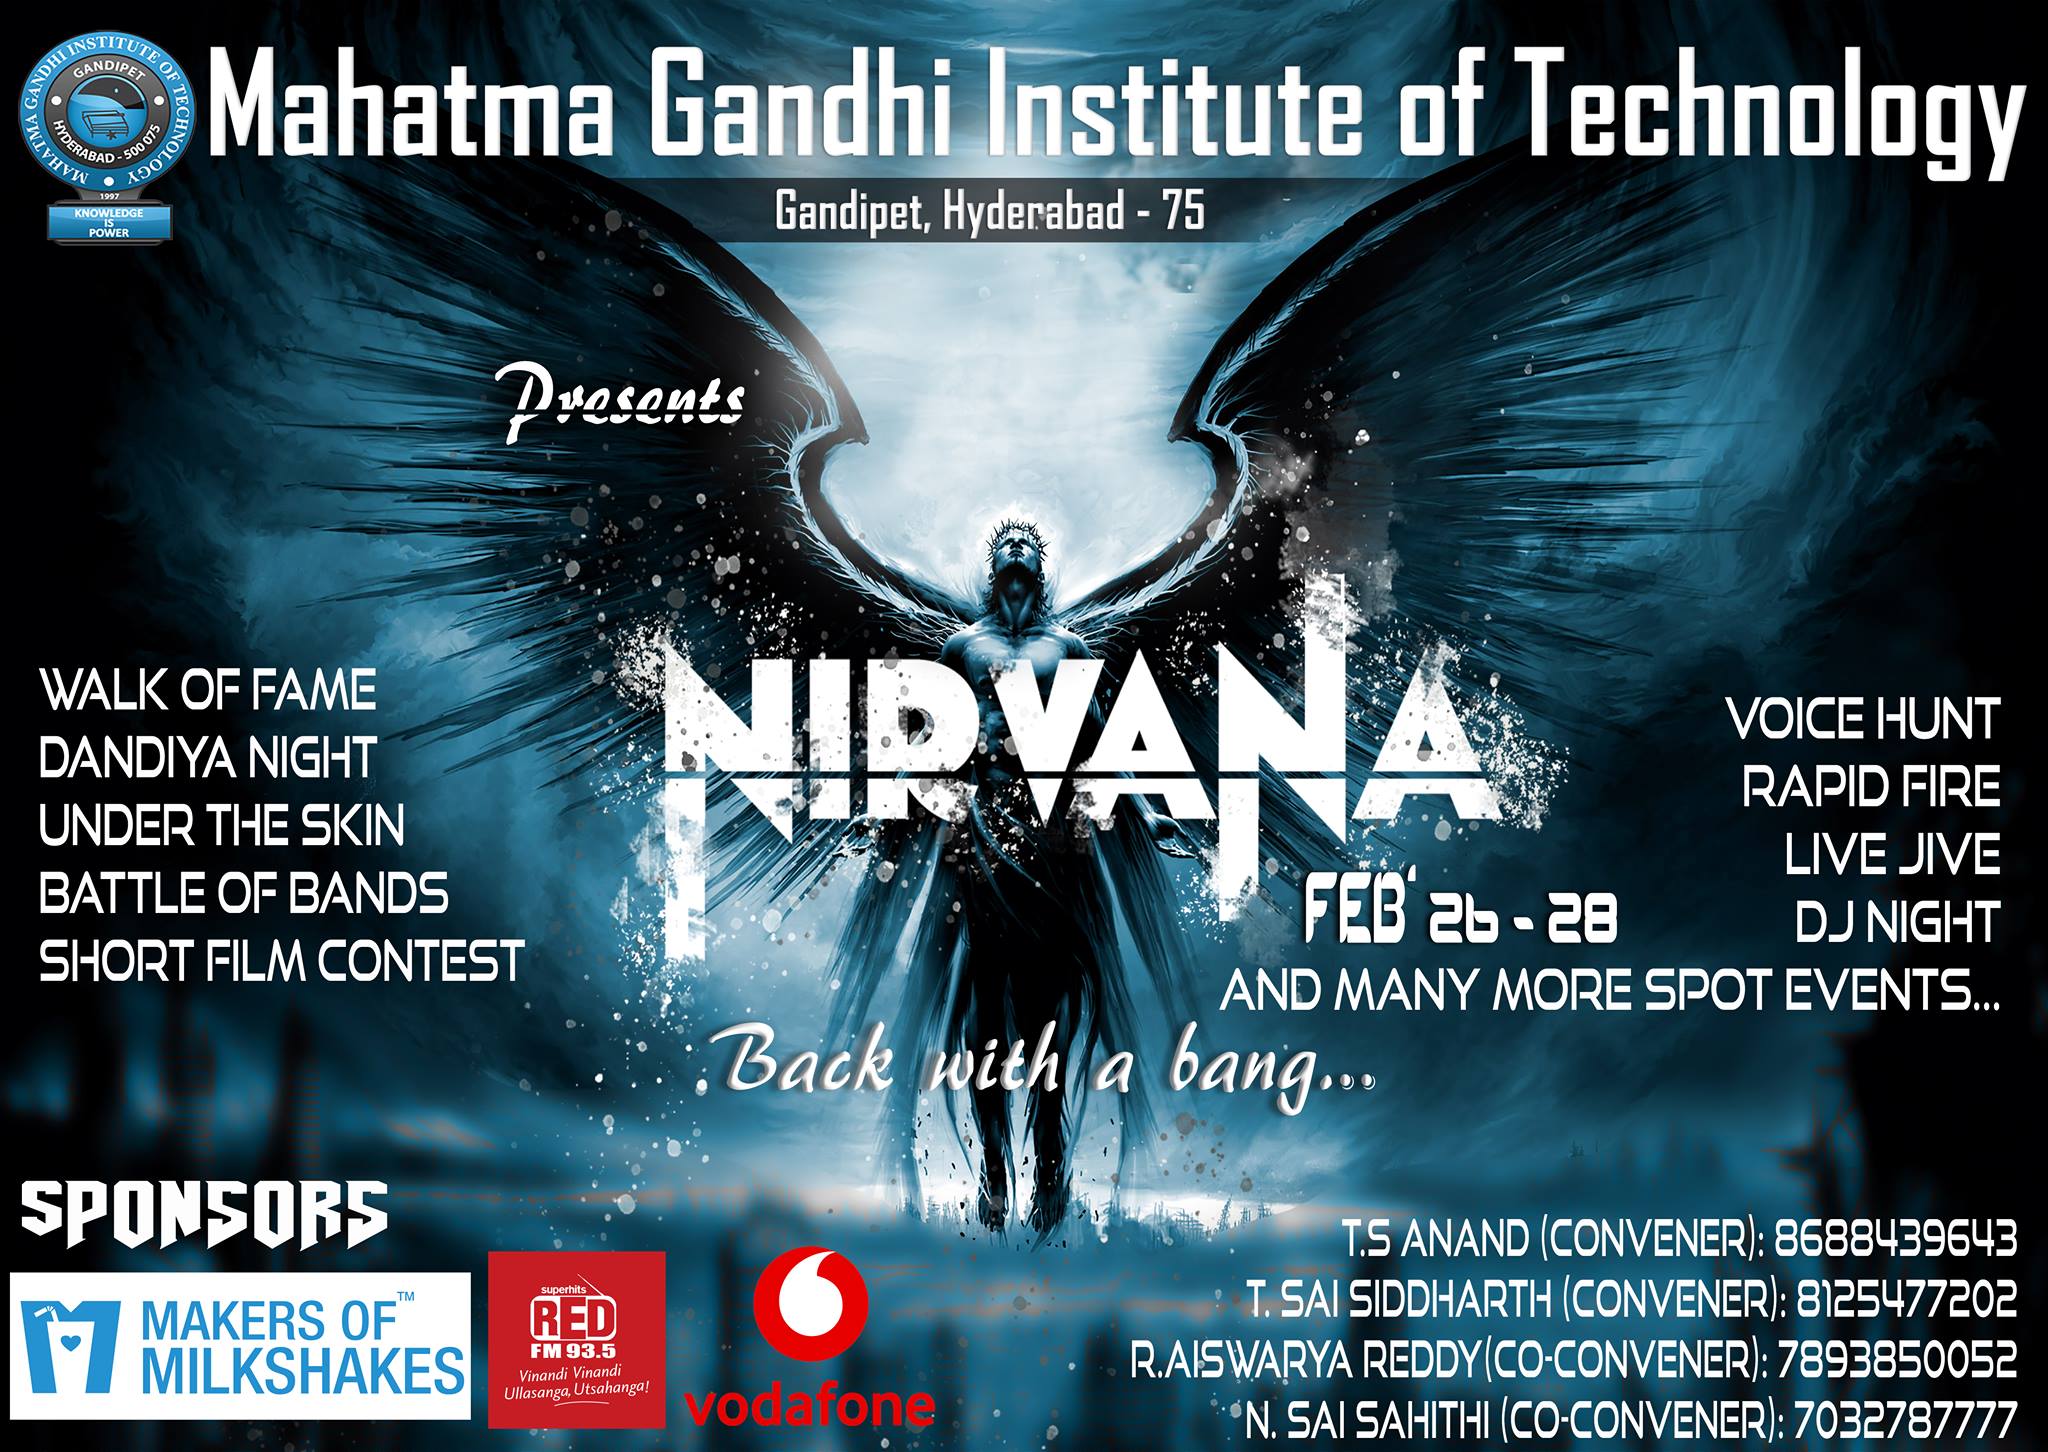 MAHATMA GANDHI INSTITUTE OF TECHNOLOGY
GANDIPET
HYDERABAD - 500 075
1997
KNOWLEDGE
IS
POWER
Mahatma Gandhi Institute of Technology
Gandipet, Hyderabad - 75
Presents
NIRVANA
FEB' 26 - 28
WALK OF FAME
DANDIYA NIGHT
UNDER THE SKIN
BATTLE OF BANDS
SHORT FILM CONTEST
VOICE HUNT
RAPID FIRE
LIVE JIVE
DJ NIGHT
AND MANY MORE SPOT EVENTS...
Back with a bang...
SPONSORS
MAKERS OF™
MILKSHAKES
superhits
RED
FM 93.5
Vinandi Vinandi
Ullasanga, Utsahanga!
vodafone
T.S ANAND (CONVENER): 8688439643
T. SAI SIDDHARTH (CONVENER): 8125477202
R.AISWARYA REDDY(CO-CONVENER): 7893850052
N. SAI SAHITHI (CO-CONVENER): 7032787777